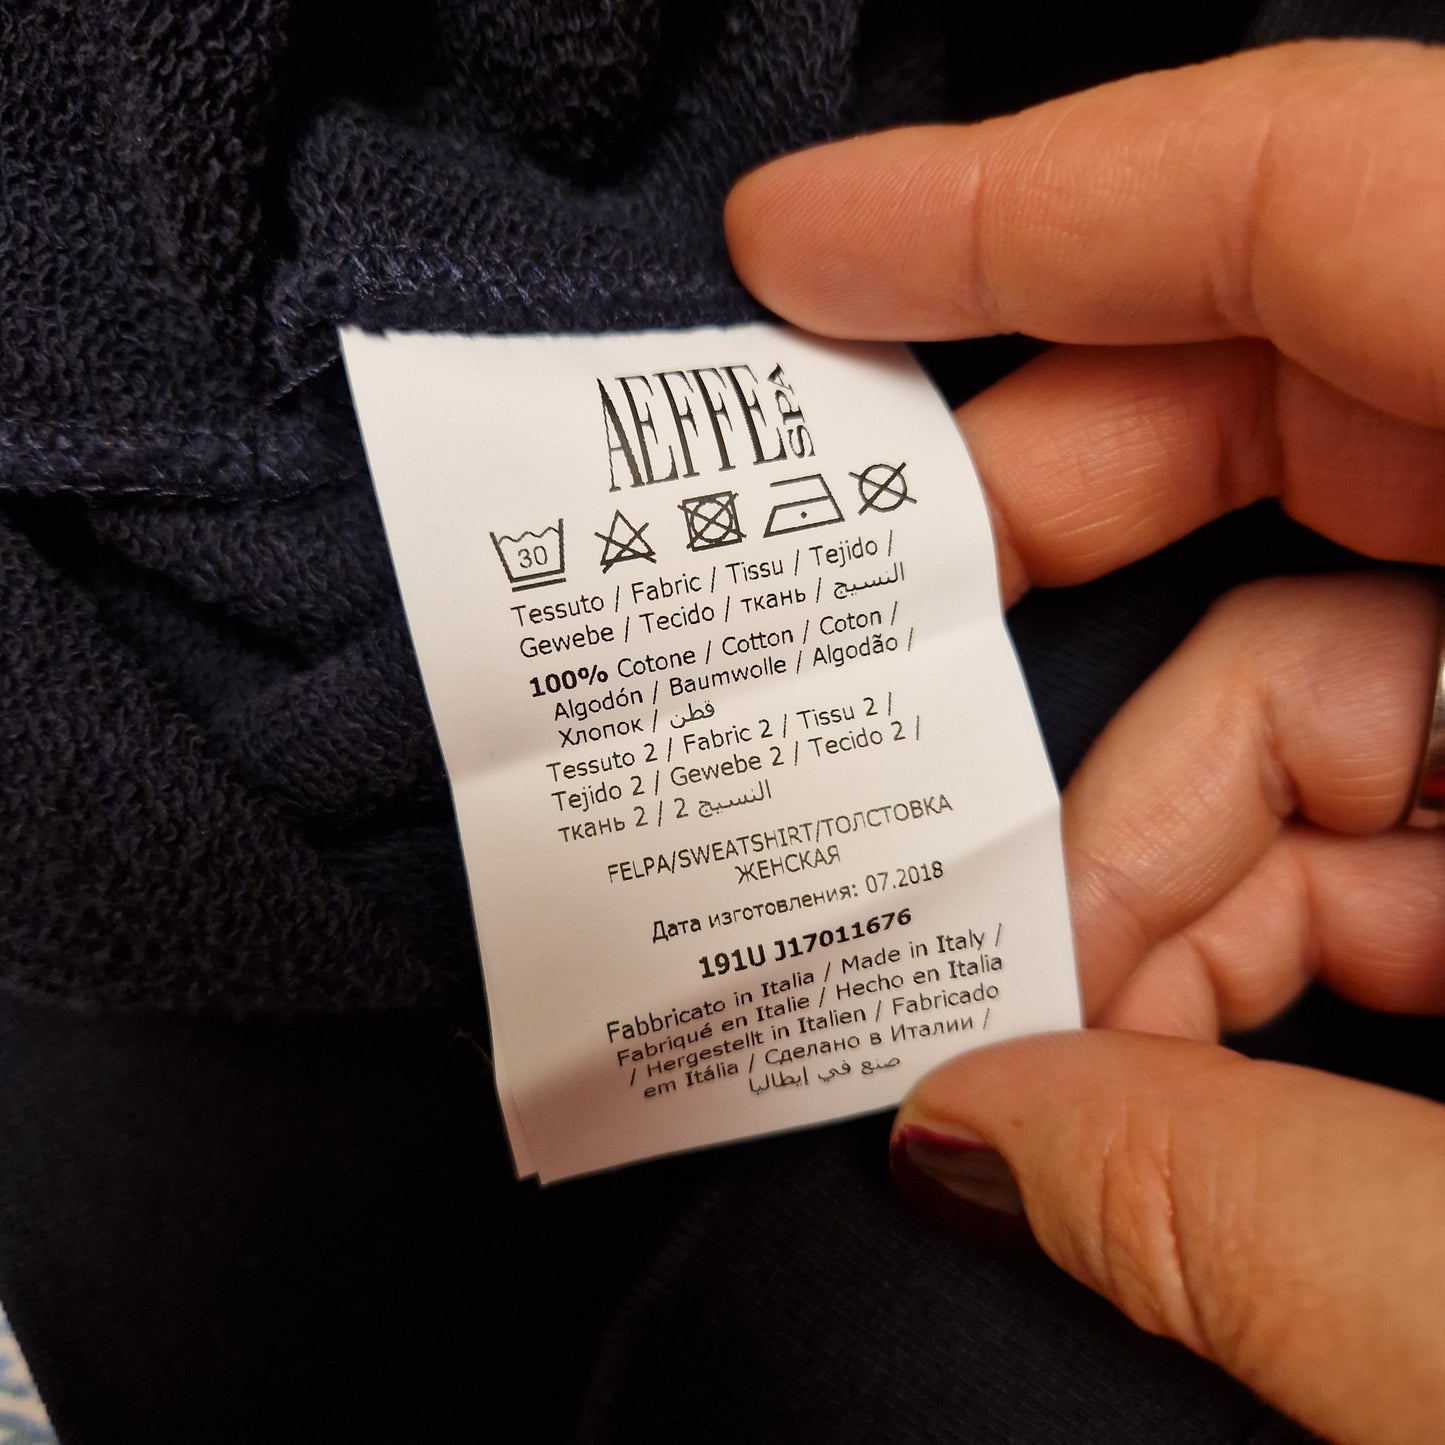 AEFFE SPA
30
Tessuto / Fabric / Tissu / Tejido /
Gewebe / Tecido / ткань / النسيج
100% Cotone / Cotton / Coton /
Algodón / Baumwolle / Algodão /
Хлопок / قطن
Tessuto 2 / Fabric 2 / Tissu 2 /
Tejido 2 / Gewebe 2 / Tecido 2 /
ткань 2 / 2 النسيج
FELPA/SWEATSHIRT/ТОЛСТОВКА
ЖЕНСКАЯ
Дата изготовления: 07.2018
191U J17011676
Fabbricato in Italia / Made in Italy /
Fabriqué en Italie / Hecho en Italia
/ Hergestellt in Italien / Fabricado
em Itália / Сделано в Италии /
صنع في إيطاليا